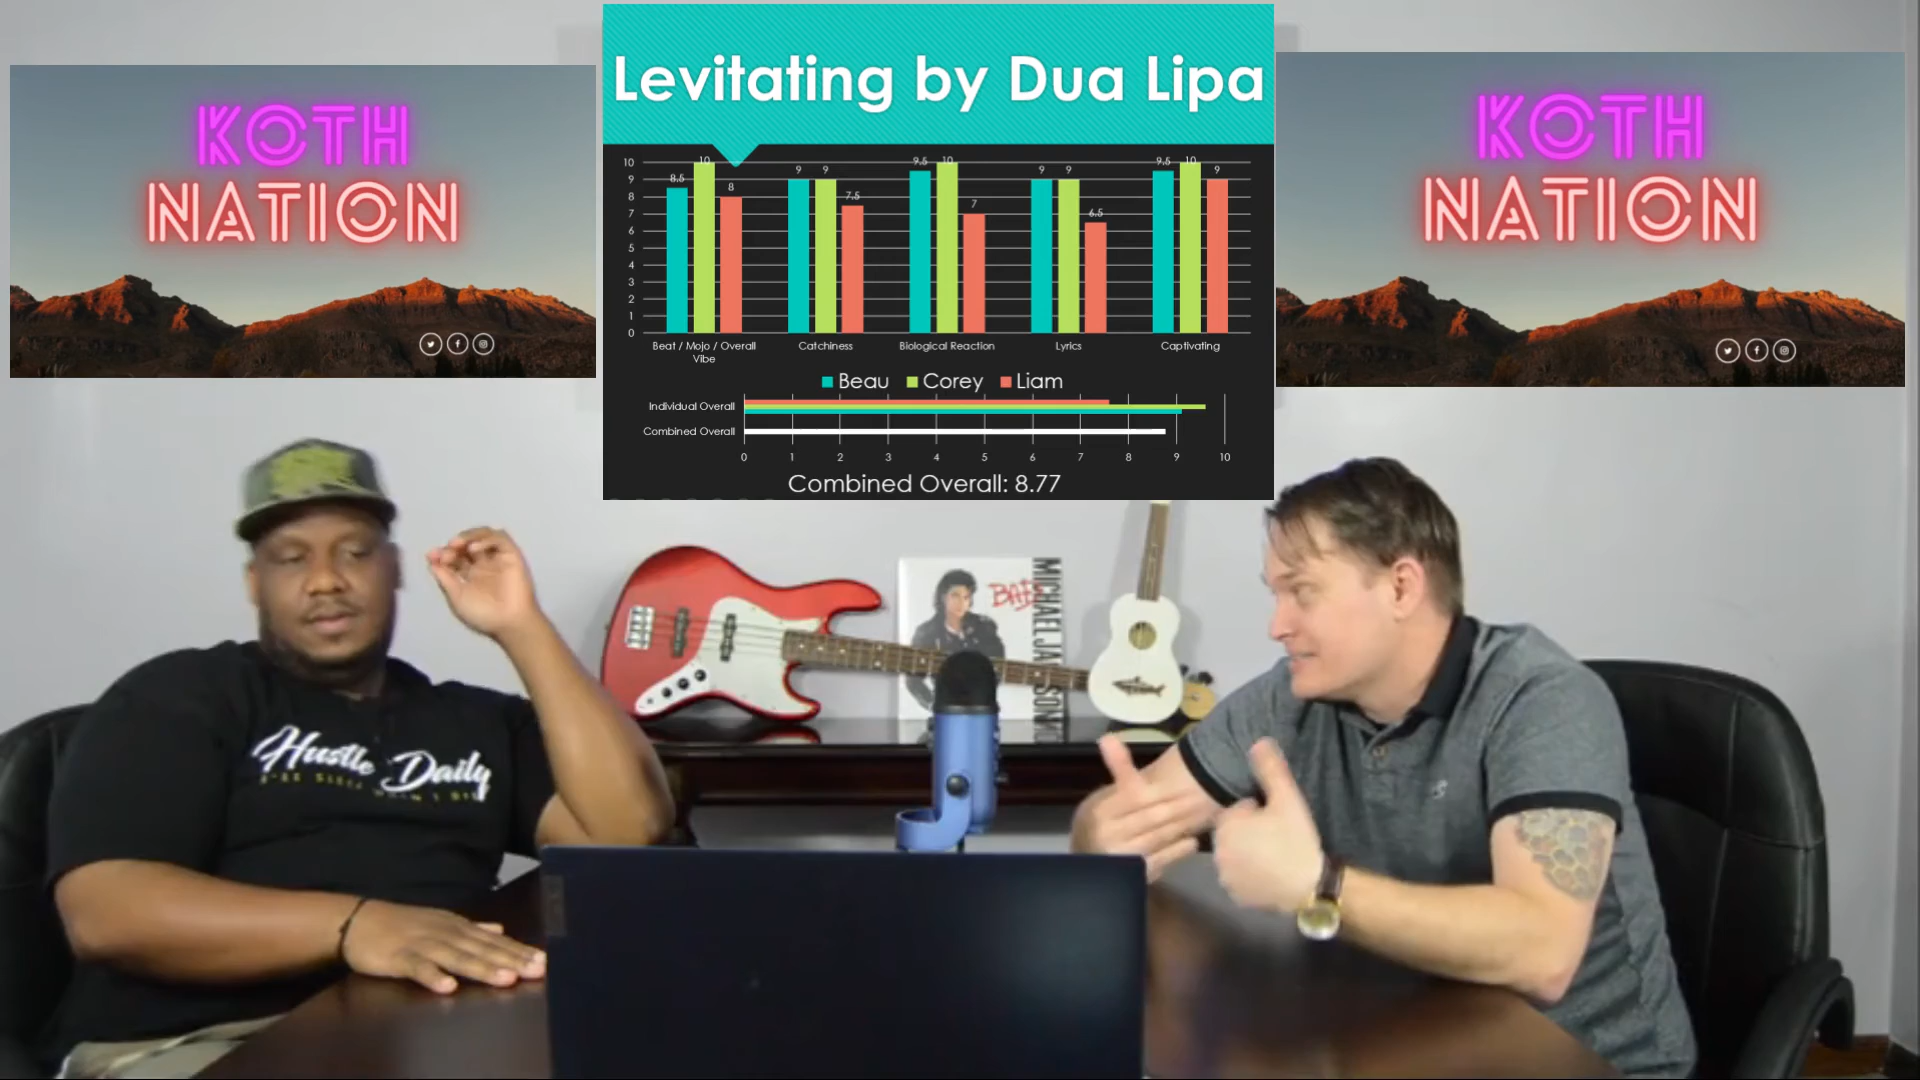 KOTH
NATION
Levitating by Dua Lipa
KOTH
NATION
10
9
8
7
6
5
4
3
2
1
0
8.5 10 8
9 9 7.5
9.5 10 7
9 9 6.5
9.5 10 9
Beat / Mojo / Overall
Vibe
Catchiness
Biological Reaction
Lyrics
Captivating
Beau Corey Liam
Individual Overall
Combined Overall
0 1 2 3 4 5 6 7 8 9 10
Combined Overall: 8.77
BAD
MICHAEL JACKSON
Hustle Daily